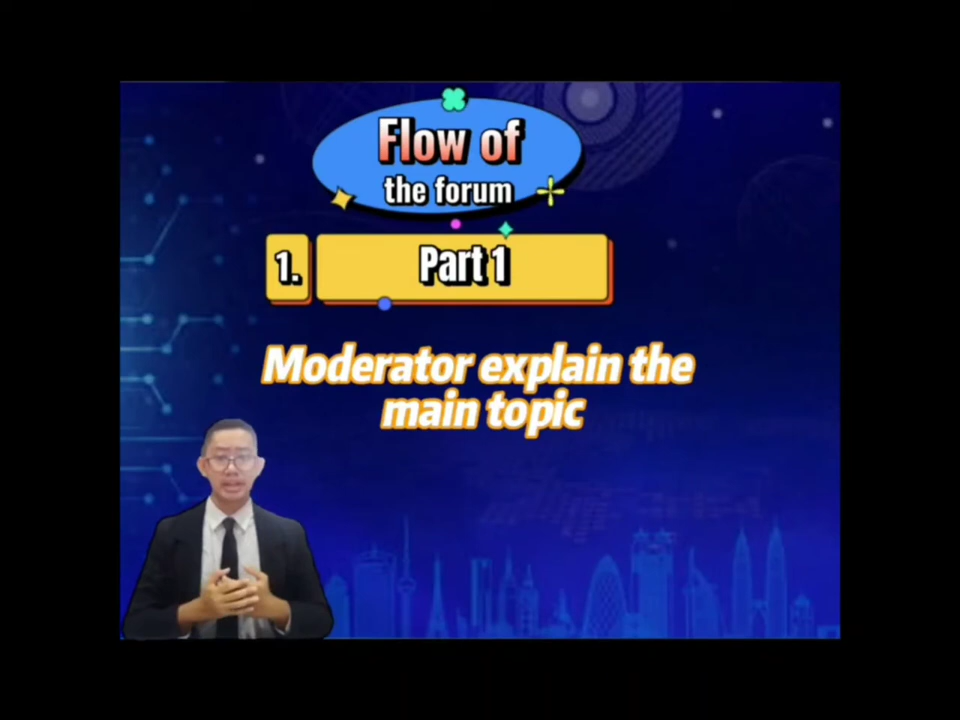 Flow of
the forum
1. Part 1
Moderator explain the
main topic